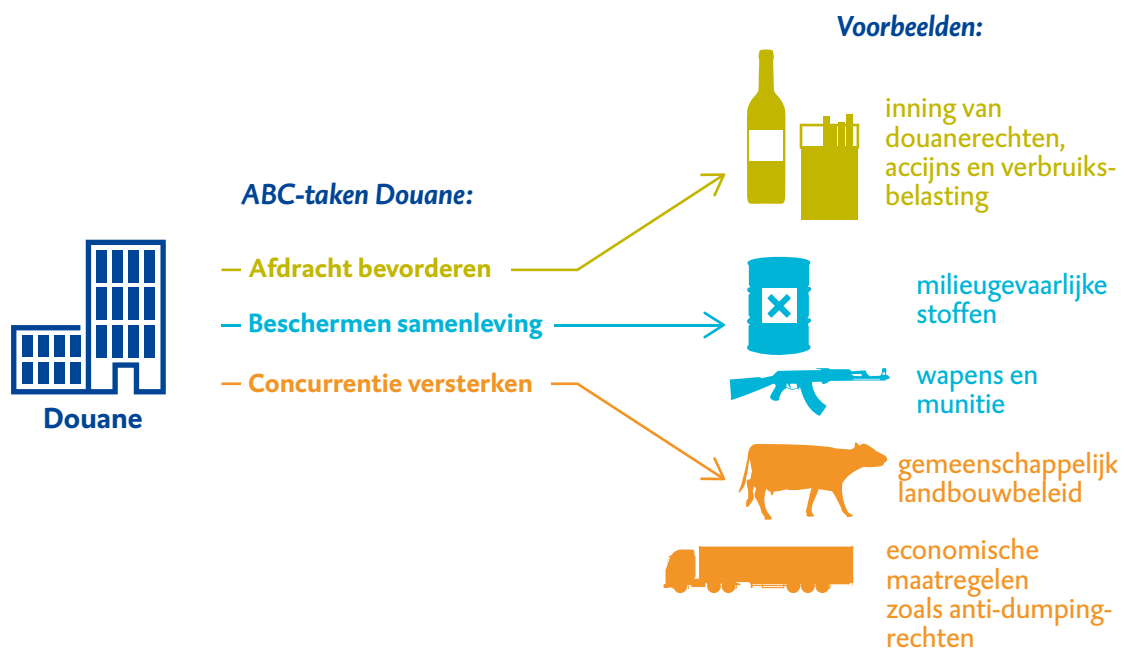 Voorbeelden:
inning van
douanerechten,
accijns en verbruiks-
belasting
ABC-taken Douane:
– Afdracht bevorderen
– Beschermen samenleving
– Concurrentie versterken
Douane
milieugevaarlijke
stoffen
wapens en
munitie
gemeenschappelijk
landbouwbeleid
economische
maatregelen
zoals anti-dumping-
rechten